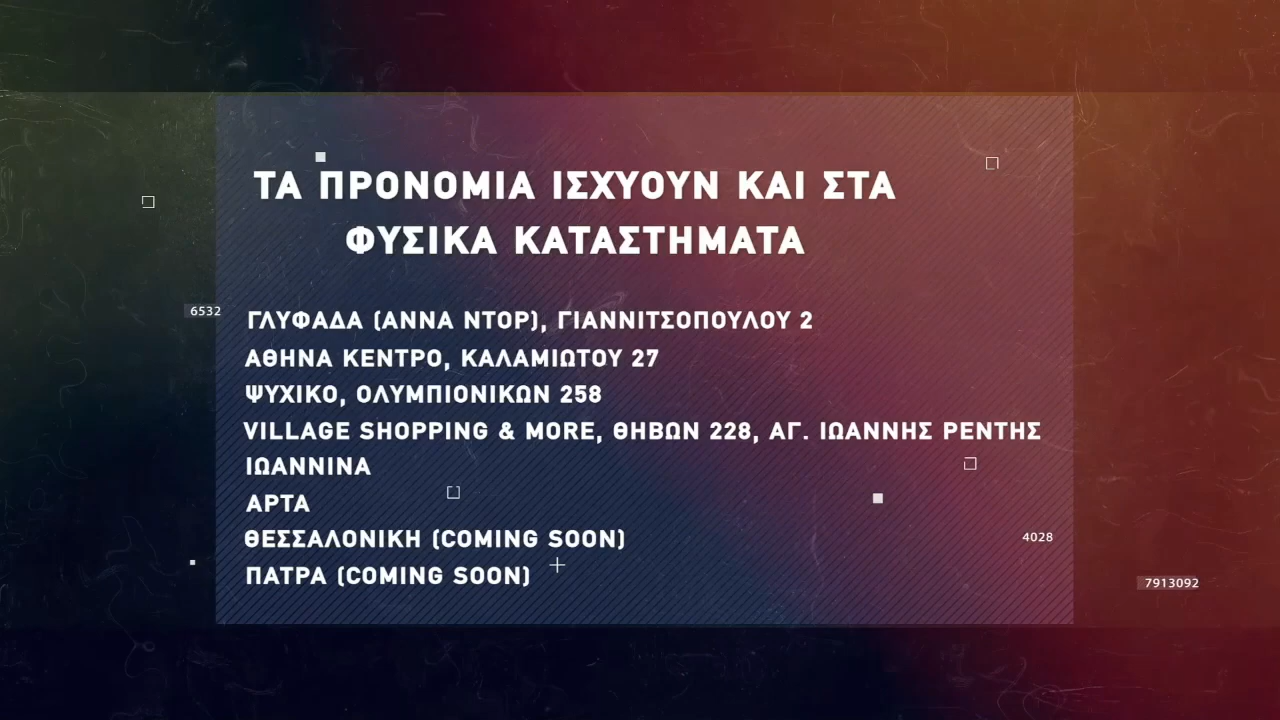 ΤΑ ΠΡΟΝΟΜΙΑ ΙΣΧΥΟΥΝ ΚΑΙ ΣΤΑ
ΦΥΣΙΚΑ ΚΑΤΑΣΤΗΜΑΤΑ
6532
ΓΛΥΦΑΔΑ (ΑΝΝΑ ΝΤΟΡ), ΓΙΑΝΝΙΤΣΟΠΟΥΛΟΥ 2
ΑΘΗΝΑ ΚΕΝΤΡΟ, ΚΑΛΑΜΙΩΤΟΥ 27
ΨΥΧΙΚΟ, ΟΛΥΜΠΙΟΝΙΚΩΝ 258
VILLAGE SHOPPING & MORE, ΘΗΒΩΝ 228, ΑΓ. ΙΩΑΝΝΗΣ ΡΕΝΤΗΣ
ΙΩΑΝΝΙΝΑ
ΑΡΤΑ
ΘΕΣΣΑΛΟΝΙΚΗ (COMING SOON)
4028
ΠΑΤΡΑ (COMING SOON)
7913092